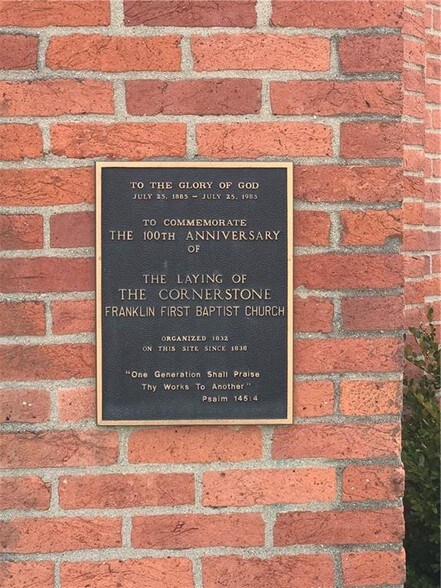 TO THE GLORY OF GOD
JULY 25, 1885 – JULY 25, 1985
TO COMMEMORATE
THE 100TH ANNIVERSARY
OF
THE LAYING OF
THE CORNERSTONE
FRANKLIN FIRST BAPTIST CHURCH
ORGANIZED 1832
ON THIS SITE SINCE 1838
"One Generation Shall Praise
Thy Works To Another"
Psalm 145:4